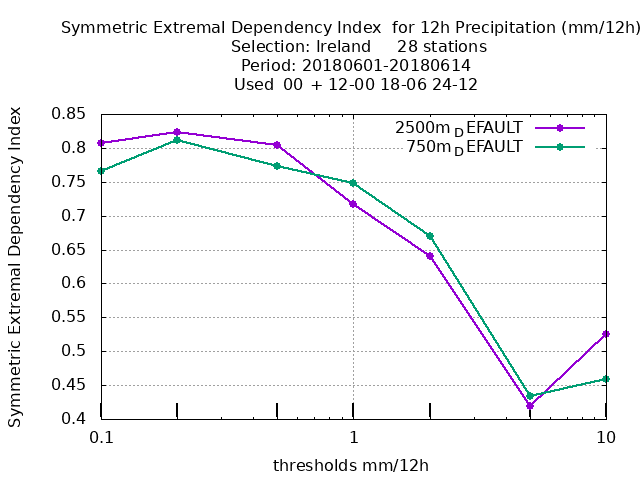 Symmetric Extremal Dependency Index  for 12h Precipitation (mm/12h)
Selection: Ireland     28 stations
Period: 20180601-20180614
Used  00  + 12-00 18-06 24-12
2500m_DEFAULT
750m_DEFAULT
Symmetric Extremal Dependency Index
0.85
0.8
0.75
0.7
0.65
0.6
0.55
0.5
0.45
0.4
0.1
1
10
thresholds mm/12h